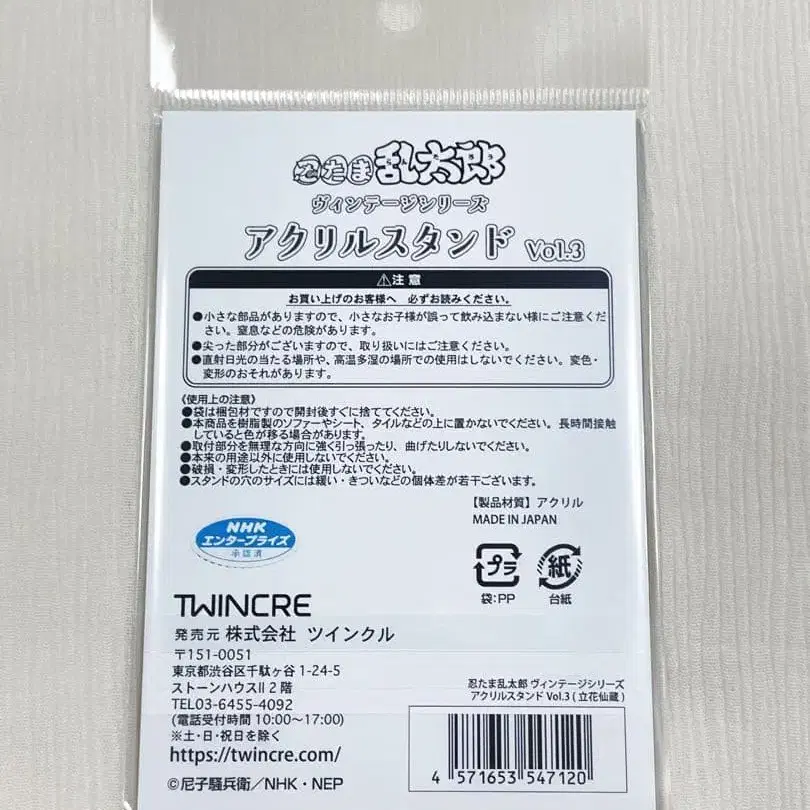 忍たま乱太郎
ヴィンテージシリーズ
アクリルスタンド Vol.3
⚠注意
お買い上げのお客様へ 必ずお読みください。
●小さな部品がありますので、小さなお子様が誤って飲み込まない様にご注意くだ
さい。窒息などの危険があります。
●尖った部分がございますので、取り扱いにはご注意ください。
●直射日光の当たる場所や、高温多湿の場所での使用はしないでください。変色・
変形のおそれがあります。
《使用上の注意》
●袋は梱包材ですので開封後すぐに捨ててください。
●本商品を樹脂製のソファーやシート、タイルなどの上に置かないでください。長時間接触
していると色が移る場合があります。
●取付部分を無理な方向に強く引っ張ったり、曲げたりしないでください。
●本来の用途以外に使用しないでください。
●破損・変形したときには使用しないでください。
●スタンドの穴のサイズには緩い・きついなどの個体差が若干ございます。
【製品材質】アクリル
MADE IN JAPAN
NHK
エンタープライズ
承認済
プラ
紙
袋:PP
台紙
TWINCRE
発売元 株式会社 ツインクル
〒151-0051
東京都渋谷区千駄ヶ谷 1-24-5
ストーンハウスII 2階
TEL03-6455-4092
(電話受付時間 10:00〜17:00)
※土・日・祝日を除く
https://twincre.com/
©尼子騒兵衛/NHK・NEP
忍たま乱太郎 ヴィンテージシリーズ
アクリルスタンド Vol.3 (立花仙蔵)
4 571653 547120